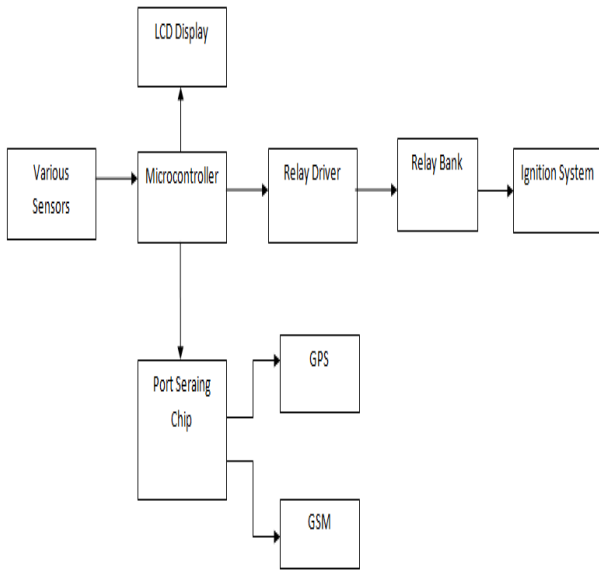 LCD Display
Various
Sensors
Microcontroller
Relay Driver
Relay Bank
Ignition System
Port Seraing
Chip
GPS
GSM